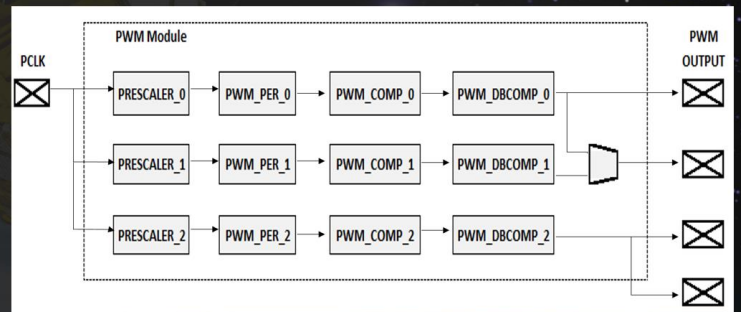 PWM Module
PWM
PCLK
OUTPUT
PRESCALER_0
PWM_PER_0
PWM_COMP_0
PWM_DBCOMP_0
PRESCALER_1
PWM_PER_1
PWM_COMP_1
PWM_DBCOMP_1
PRESCALER_2
PWM_PER_2
PWM_COMP_2
PWM_DBCOMP_2